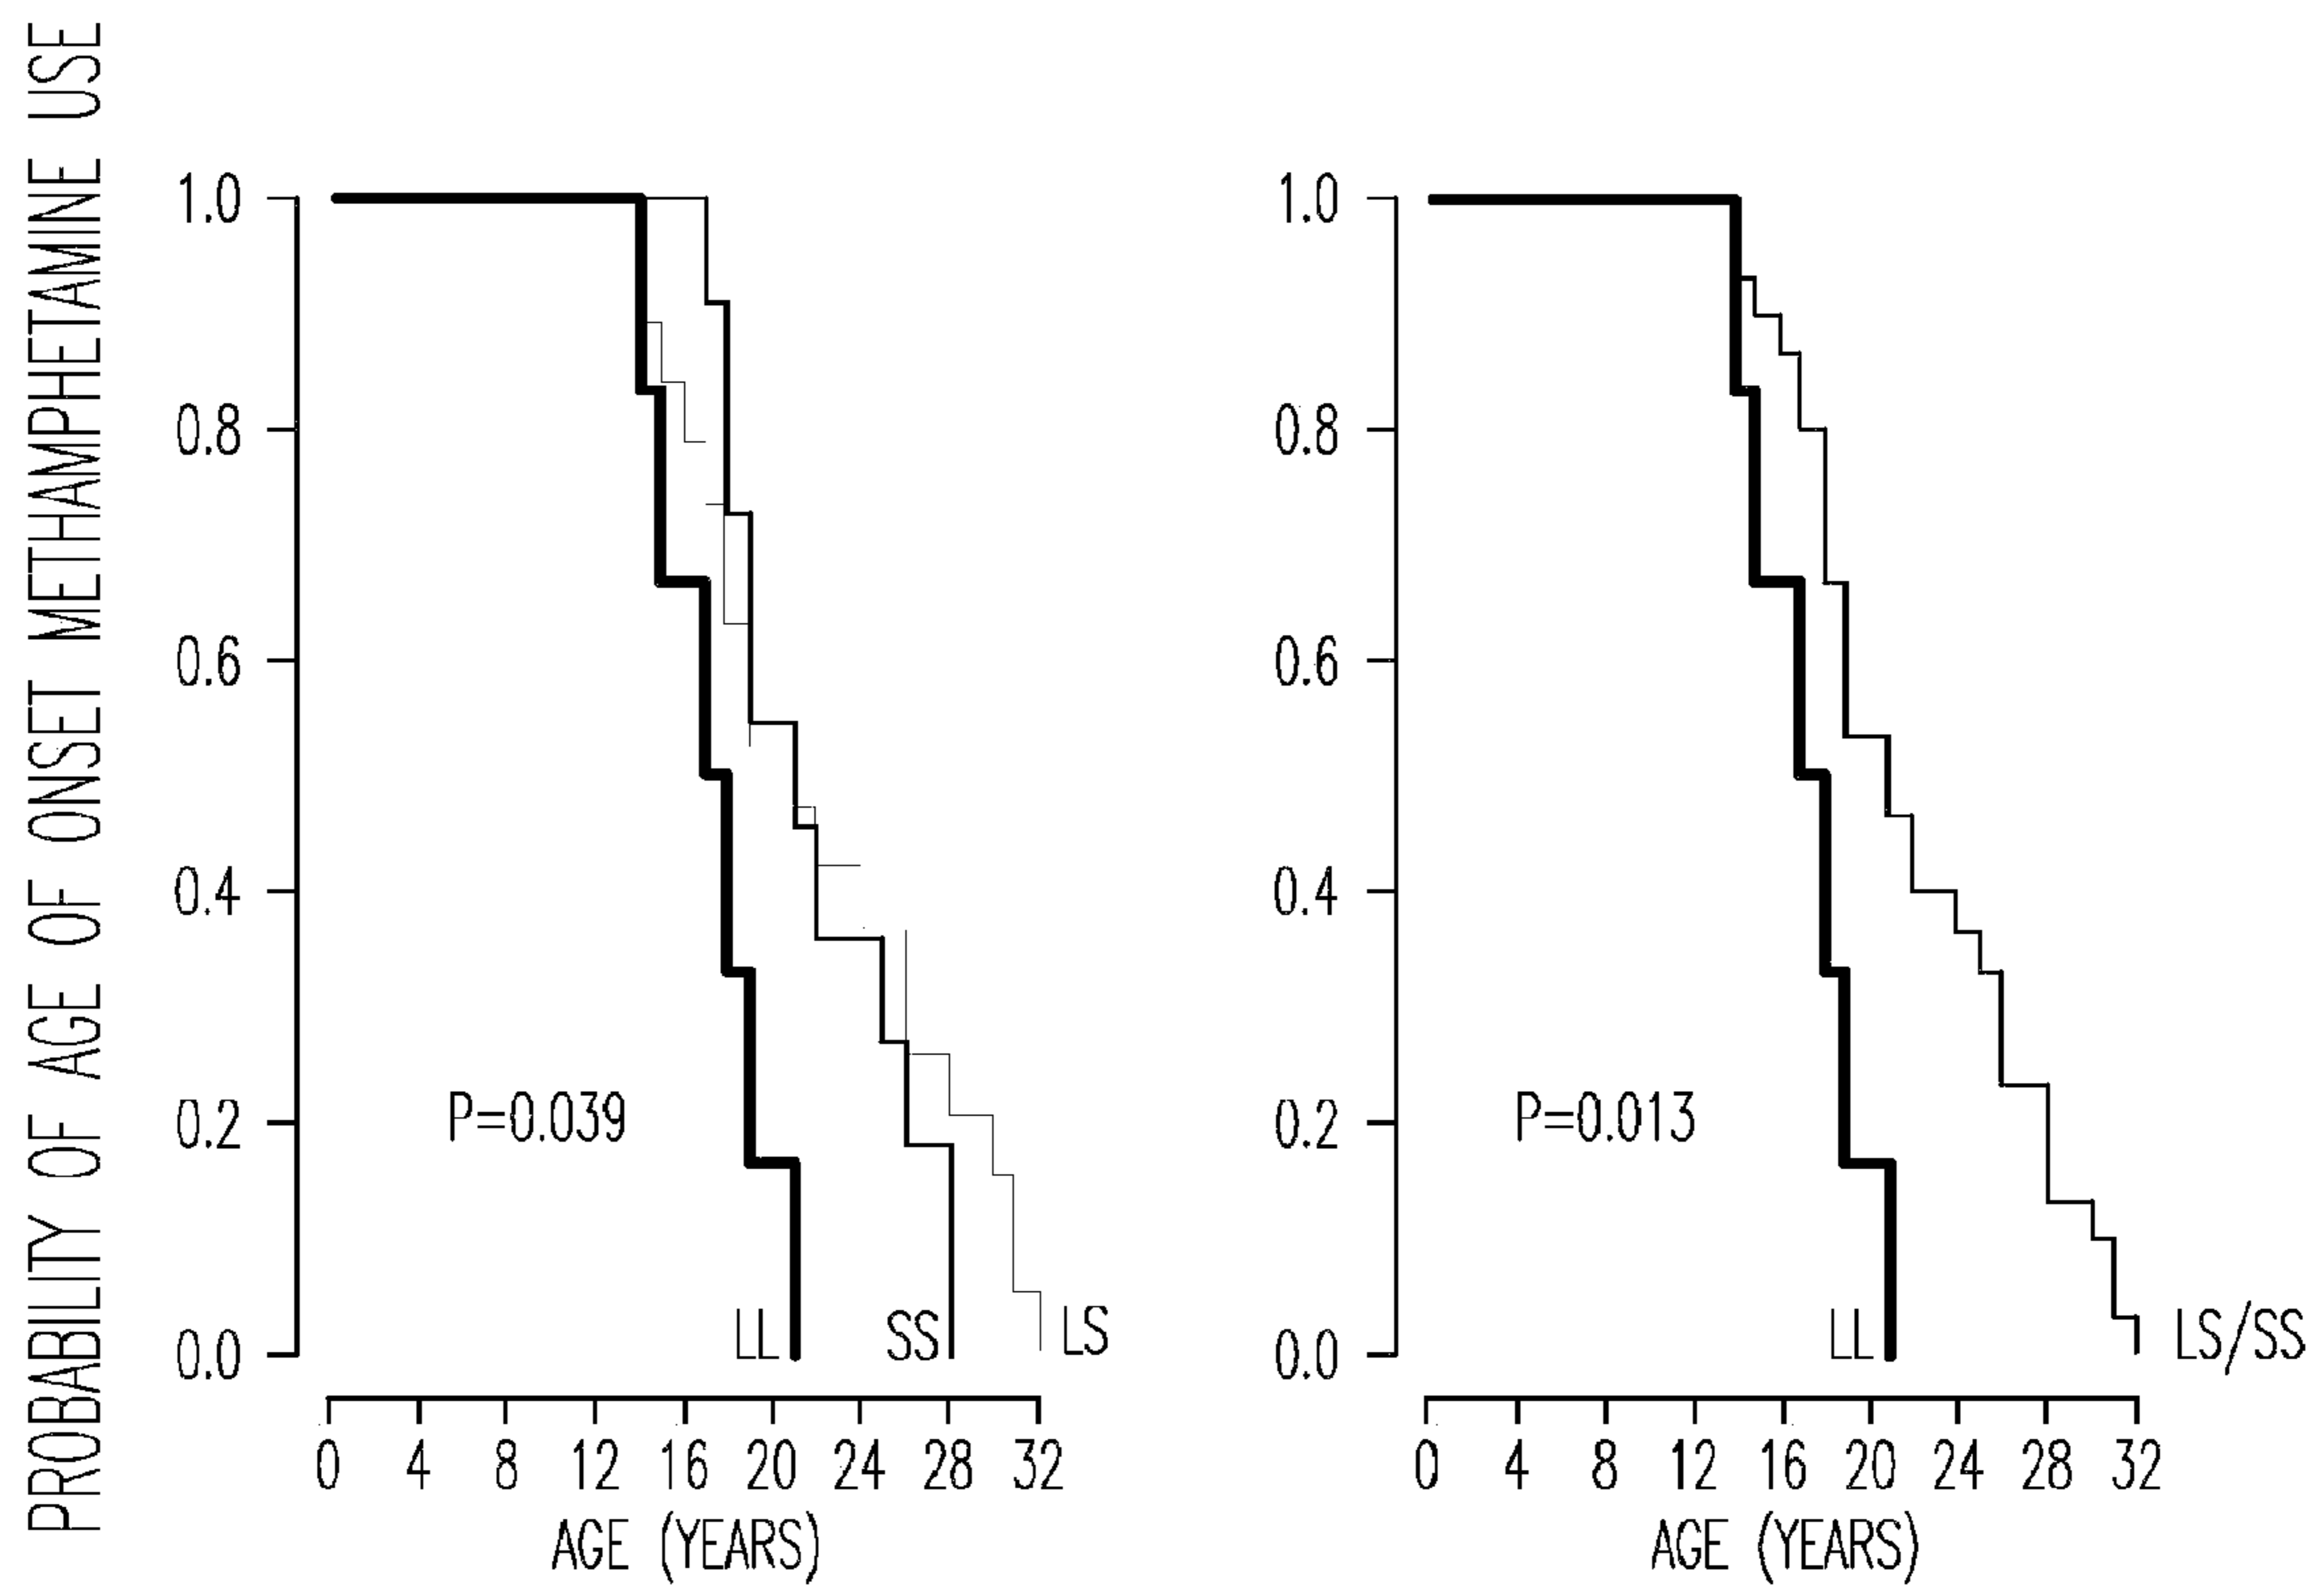 PROBABILITY OF AGE OF ONSET METHAMPHETAMINE USE
1.0
0.8
0.6
0.4
0.2
0.0
P=0.039
LL
SS
LS
0 4 8 12 16 20 24 28 32
AGE (YEARS)
1.0
0.8
0.6
0.4
0.2
0.0
P=0.013
LL
LS/SS
0 4 8 12 16 20 24 28 32
AGE (YEARS)